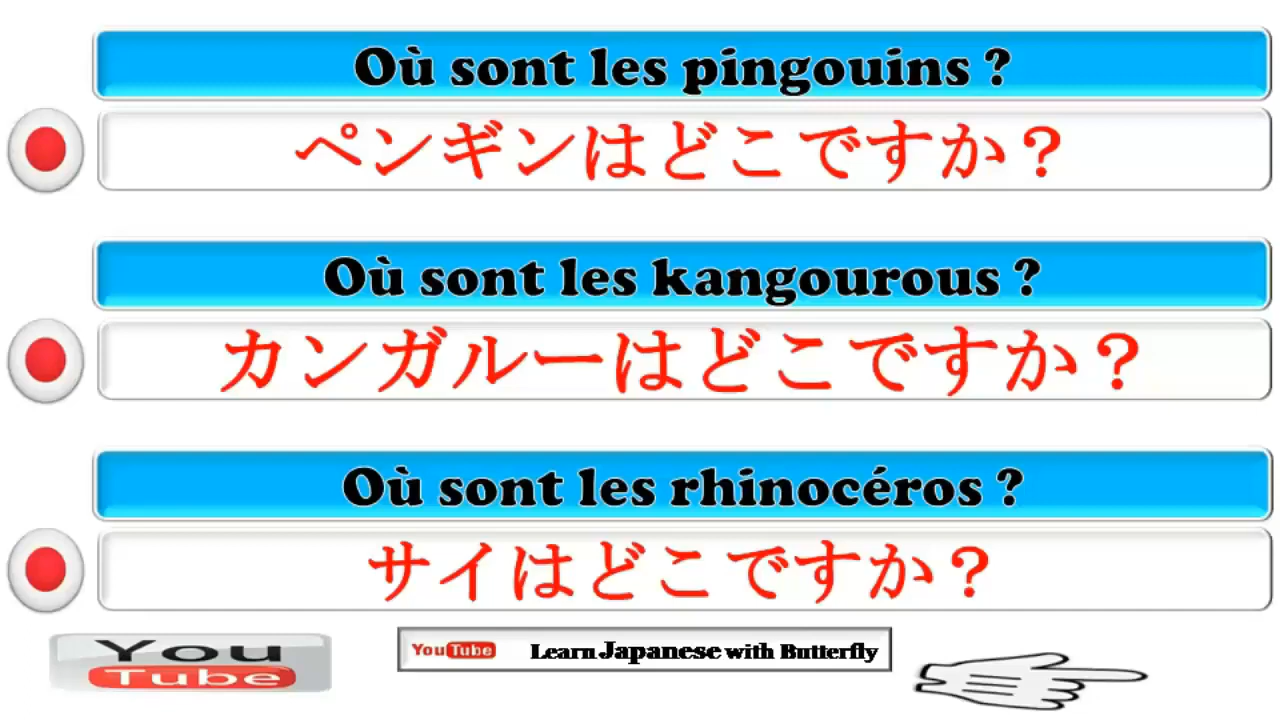 Où sont les pingouins ?
ペンギンはどこですか？
Où sont les kangourous ?
カンガルーはどこですか？
Où sont les rhinocéros ?
サイはどこですか？
You
Tube
YouTube Learn Japanese with Butterfly